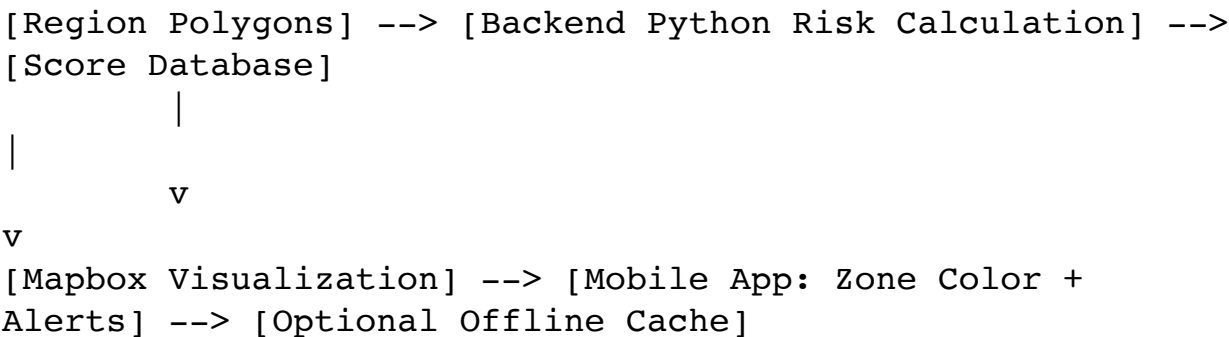 [Region Polygons] --> [Backend Python Risk Calculation] -->
[Score Database]
        |
|
        v
v
[Mapbox Visualization] --> [Mobile App: Zone Color +
Alerts] --> [Optional Offline Cache]